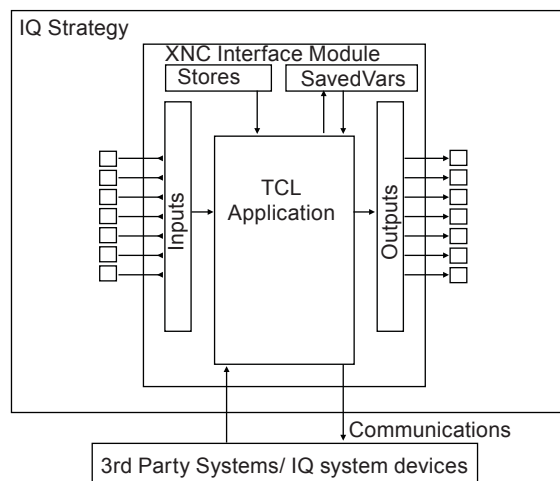 IQ Strategy
XNC Interface Module
Stores
SavedVars
Inputs
TCL
Application
Outputs
Communications
3rd Party Systems/ IQ system devices